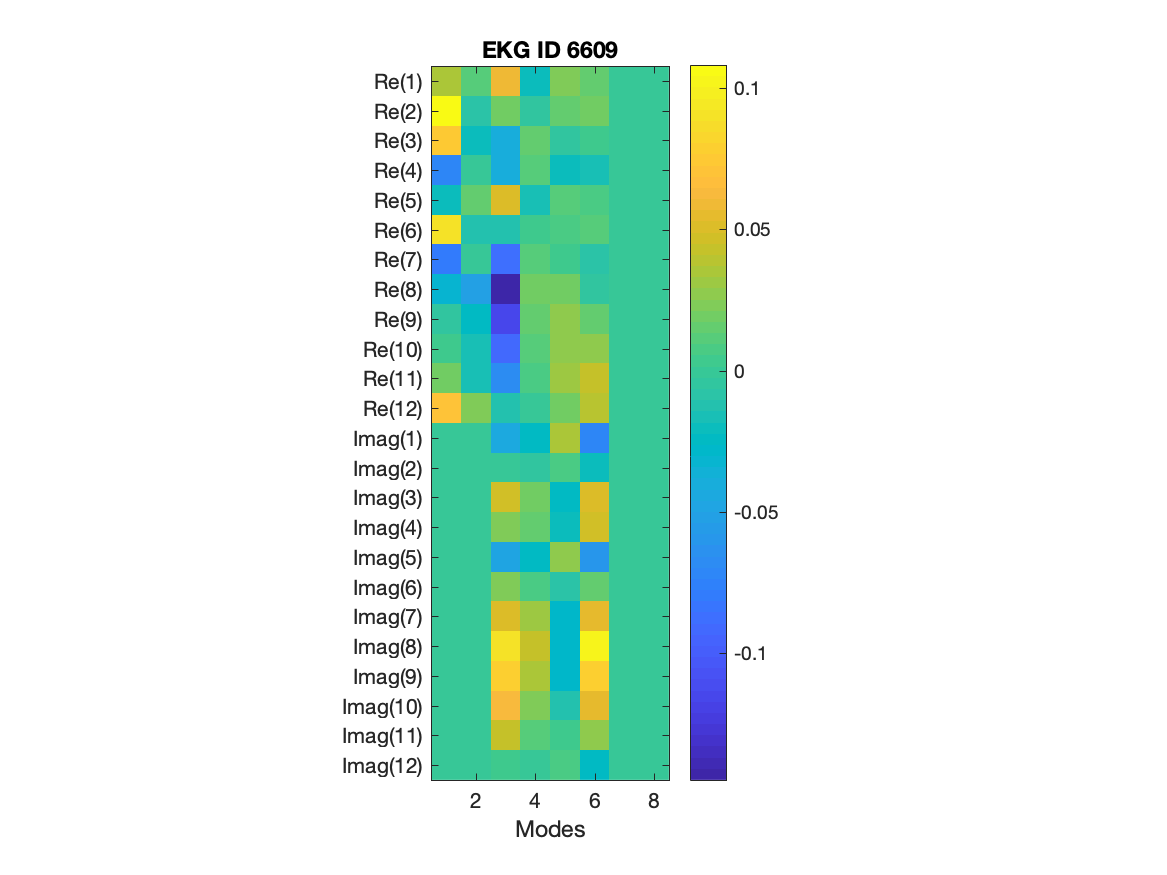 EKG ID 6609
Re(1)
Re(2)
Re(3)
Re(4)
Re(5)
Re(6)
Re(7)
Re(8)
Re(9)
Re(10)
Re(11)
Re(12)
Imag(1)
Imag(2)
Imag(3)
Imag(4)
Imag(5)
Imag(6)
Imag(7)
Imag(8)
Imag(9)
Imag(10)
Imag(11)
Imag(12)
2 4 6 8
Modes
0.1
0.05
0
-0.05
-0.1